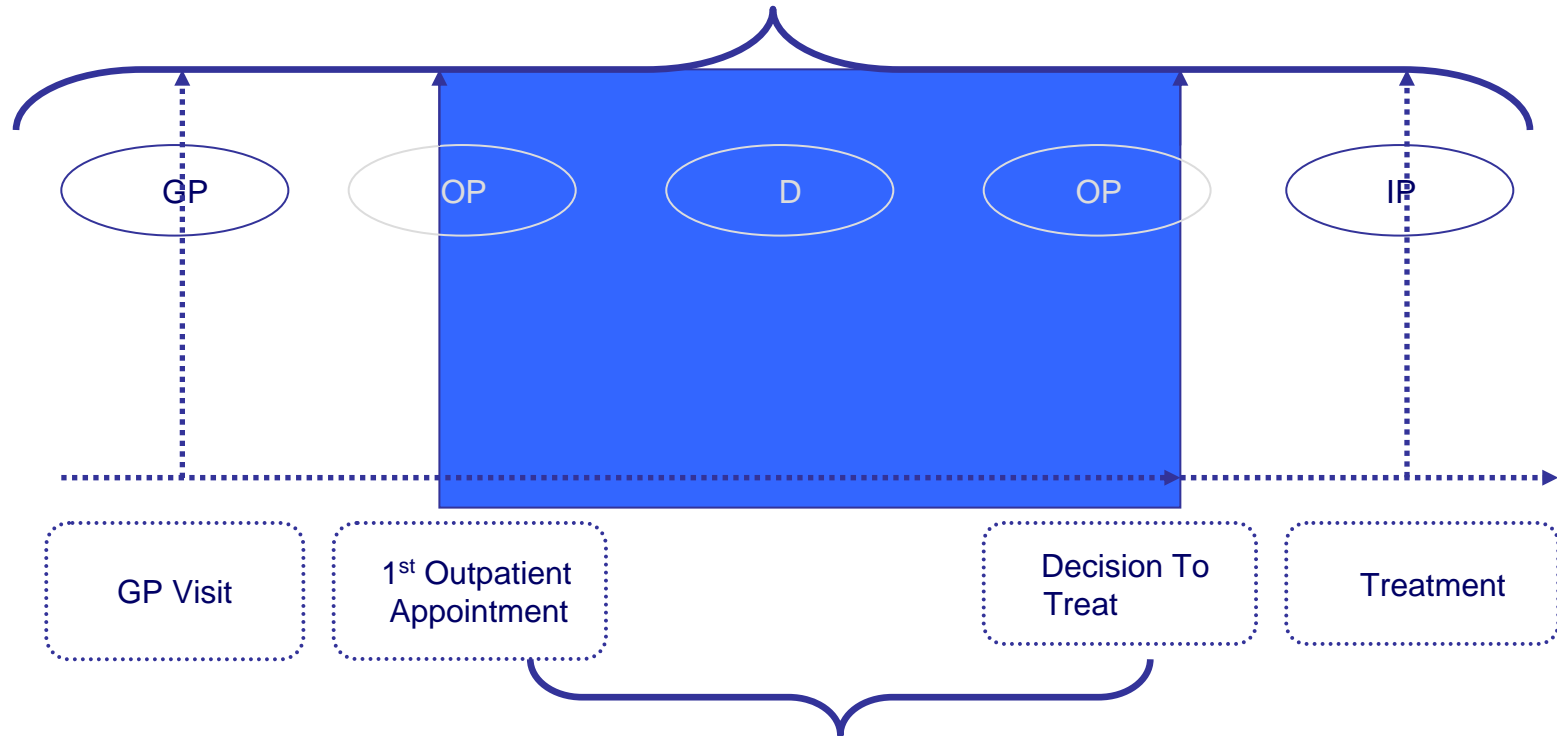 GP
OP
D
OP
IP
GP Visit
1st Outpatient
Appointment
Decision To
Treat
Treatment